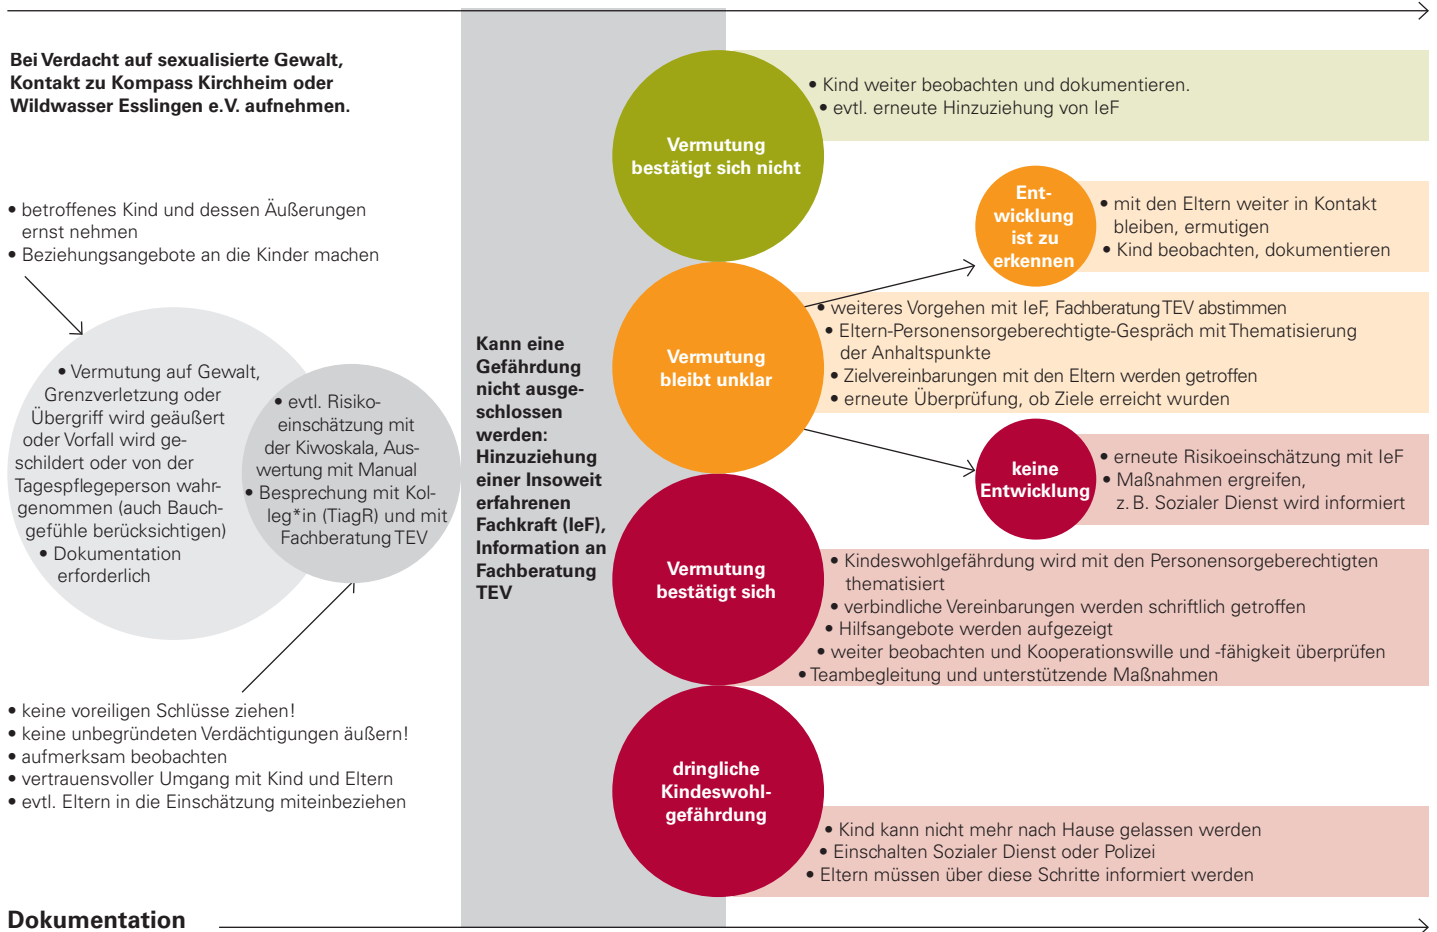 Bei Verdacht auf sexualisierte Gewalt,
Kontakt zu Kompass Kirchheim oder
Wildwasser Esslingen e.V. aufnehmen.
• betroffenes Kind und dessen Äußerungen
ernst nehmen
• Beziehungsangebote an die Kinder machen
• Vermutung auf Gewalt,
Grenzverletzung oder
Übergriff wird geäußert
oder Vorfall wird ge-
schildert oder von der
Tagespflegeperson wahr-
genommen (auch Bauch-
gefühle berücksichtigen)
• Dokumentation
erforderlich
• evtl. Risiko-
einschätzung mit
der Kiwoskala, Aus-
wertung mit Manual
• Besprechung mit Kol-
leg*in (TiagR) und mit
Fachberatung TEV
• keine voreiligen Schlüsse ziehen!
• keine unbegründeten Verdächtigungen äußern!
• aufmerksam beobachten
• vertrauensvoller Umgang mit Kind und Eltern
• evtl. Eltern in die Einschätzung miteinbeziehen
Kann eine
Gefährdung
nicht ausge-
schlossen
werden:
Hinzuziehung
einer Insoweit
erfahrenen
Fachkraft (IeF),
Information an
Fachberatung
TEV
Vermutung
bestätigt sich nicht
• Kind weiter beobachten und dokumentieren.
• evtl. erneute Hinzuziehung von IeF
Vermutung
bleibt unklar
• weiteres Vorgehen mit IeF, Fachberatung TEV abstimmen
• Eltern-Personensorgeberechtigte-Gespräch mit Thematisierung
der Anhaltspunkte
• Zielvereinbarungen mit den Eltern werden getroffen
• erneute Überprüfung, ob Ziele erreicht wurden
Ent-
wicklung
ist zu
erkennen
• mit den Eltern weiter in Kontakt
bleiben, ermutigen
• Kind beobachten, dokumentieren
keine
Entwicklung
• erneute Risikoeinschätzung mit IeF
• Maßnahmen ergreifen,
z. B. Sozialer Dienst wird informiert
Vermutung
bestätigt sich
• Kindeswohlgefährdung wird mit den Personensorgeberechtigten
thematisiert
• verbindliche Vereinbarungen werden schriftlich getroffen
• Hilfsangebote werden aufgezeigt
• weiter beobachten und Kooperationswille und -fähigkeit überprüfen
• Teambegleitung und unterstützende Maßnahmen
dringliche
Kindeswohl-
gefährdung
• Kind kann nicht mehr nach Hause gelassen werden
• Einschalten Sozialer Dienst oder Polizei
• Eltern müssen über diese Schritte informiert werden
Dokumentation